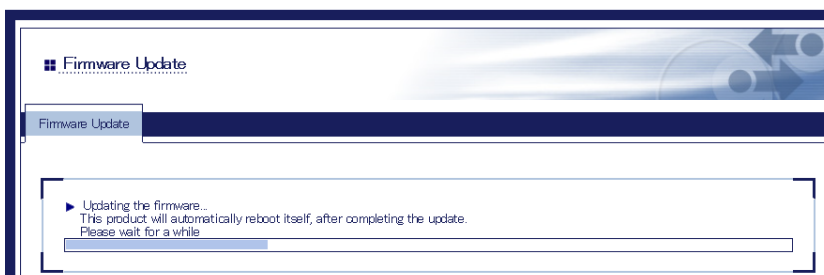 Firmware Update
Firmware Update
Updating the firmware...
This product will automatically reboot itself, after completing the update.
Please wait for a while